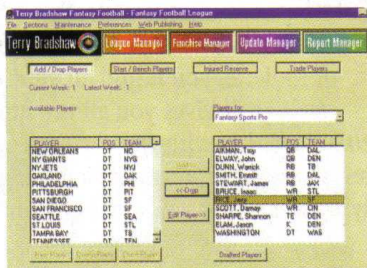 Terry Bradshaw Fantasy Football - Fantasy Football League
File Sections Maintenance Preferences Web Publishing Help
Terry Bradshaw League Manager Franchise Manager Update Manager Report Manager
Add / Drop Players Start / Bench Players Injured Reserve Trade Players
Current Week: 1 Latest Week: 1
Available Players
Players for:
Fantasy Sports Pro
PLAYER POS TEAM
NEW ORLEANS DT NO
NY GIANTS DT NYG
NY JETS DT NYJ
OAKLAND DT OAK
PHILADELPHIA DT PHI
PITTSBURGH DT PIT
SAN DIEGO DT SF
SAN FRANCISCO DT SF
SEATTLE DT SEA
ST LOUIS DT STL
TAMPA BAY DT TB
TENNESSEE DT TEN
<<Drop
Edit Player>>
PLAYER POS TEAM
AIKMAN, Troy QB DAL
ELWAY, John QB DEN
DUNN, Warrick RB TB
SMITH, Emmitt RB DAL
STEWART, James RB JAX
BRUCE, Isaac WR STL
RICE, Jerry WR SF
SCOTT, Darnay WR CIN
SHARPE, Shannon TE DEN
ELAM, Jason K DEN
WASHINGTON DT WAS
Drafted Players